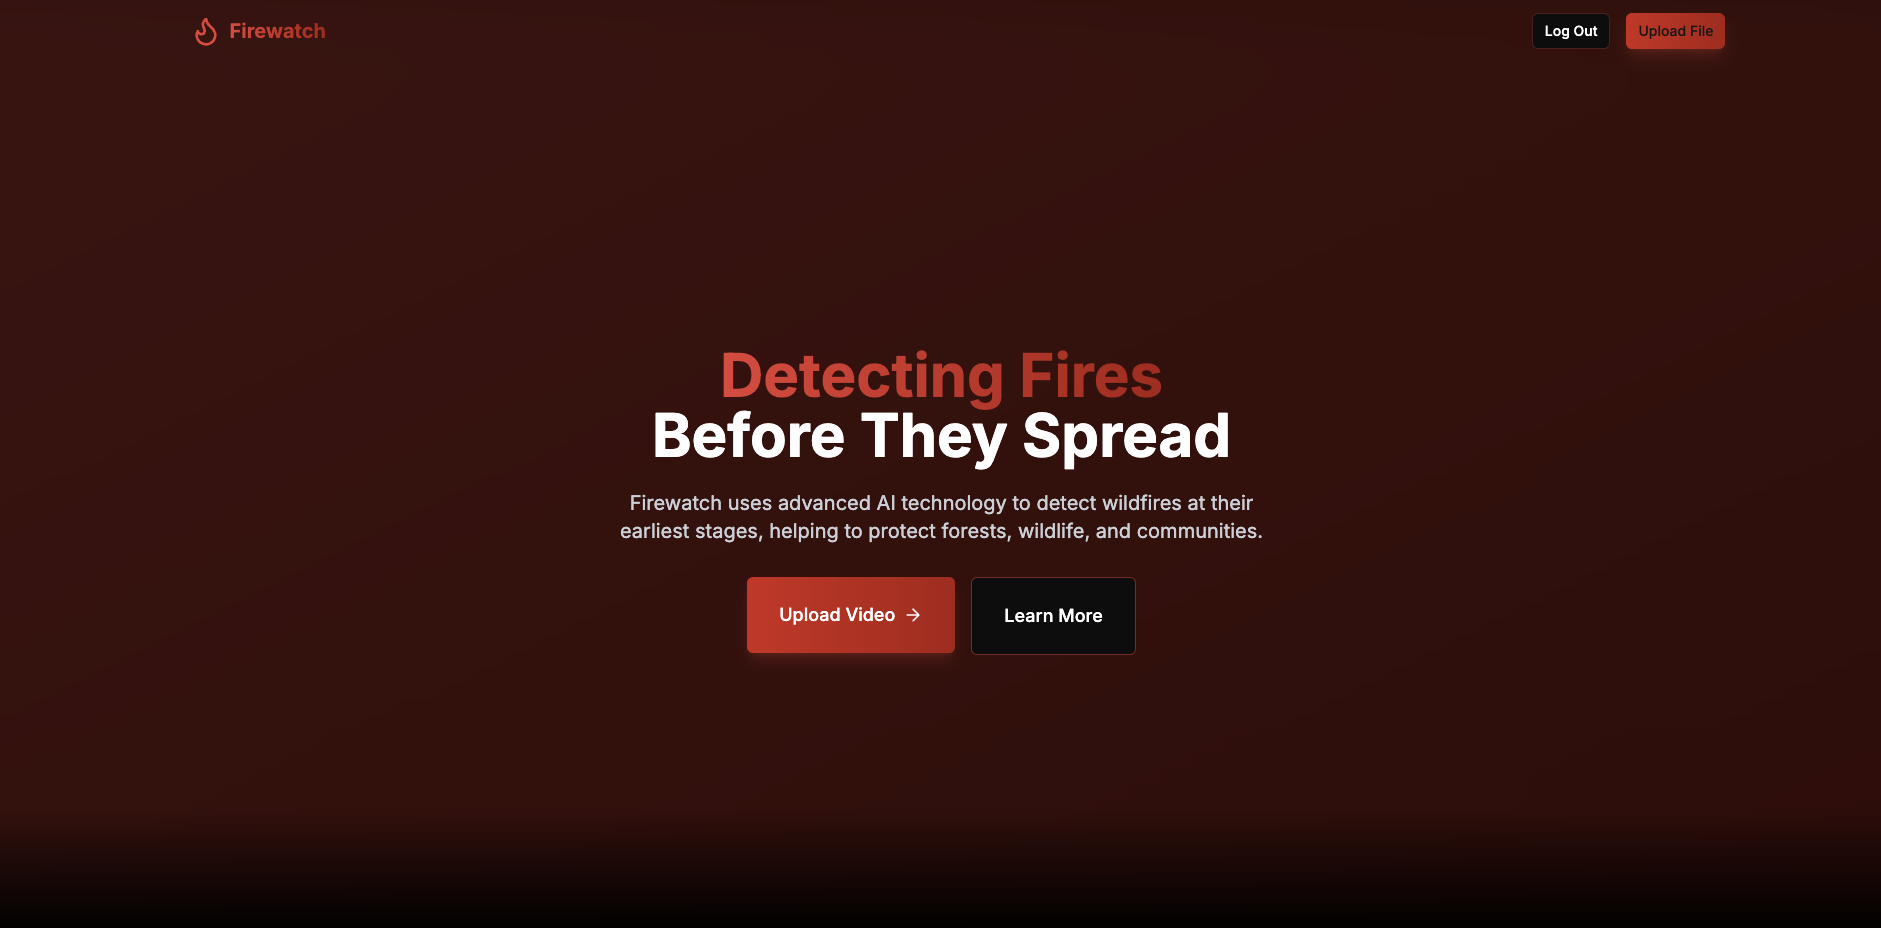 Firewatch
Log Out
Upload File
Detecting Fires
Before They Spread
Firewatch uses advanced AI technology to detect wildfires at their
earliest stages, helping to protect forests, wildlife, and communities.
Upload Video →
Learn More